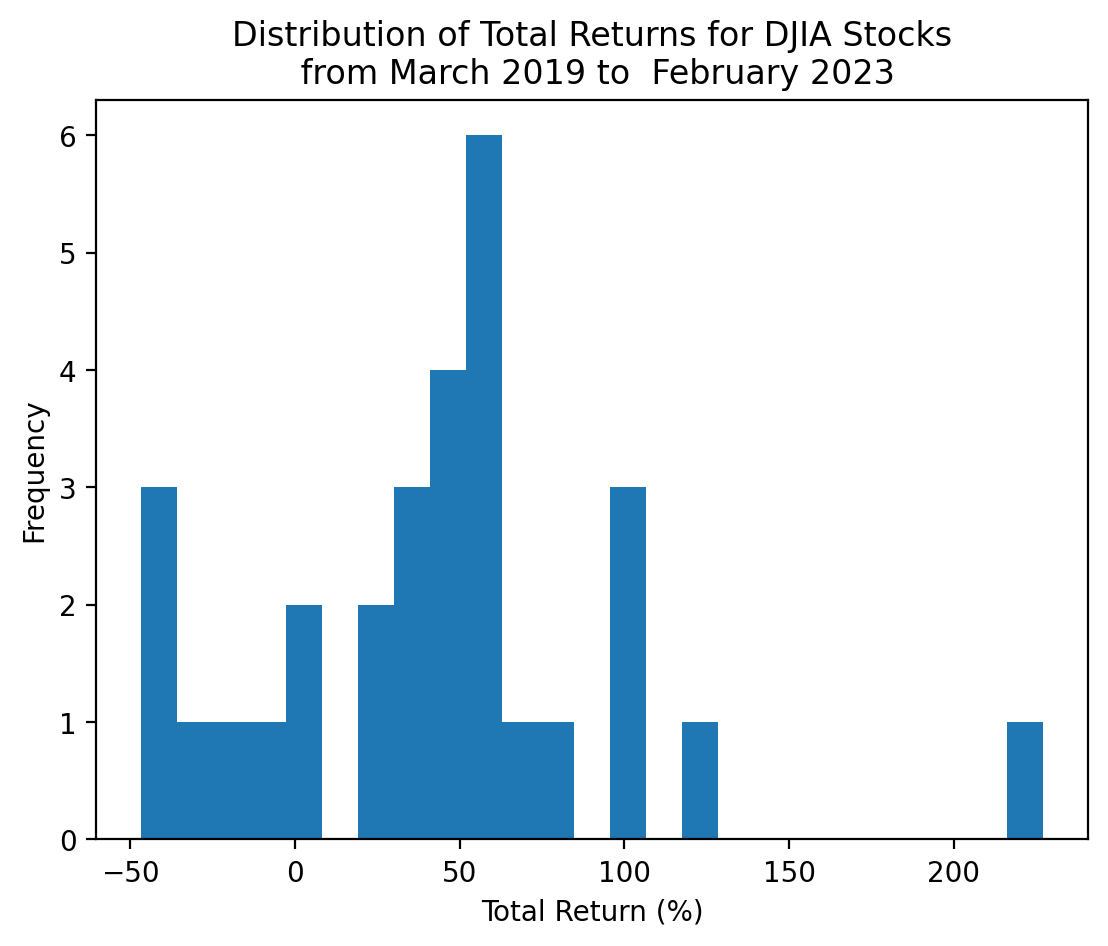 Distribution of Total Returns for DJIA Stocks
from March 2019 to  February 2023
6
5
4
3
2
1
0
Frequency
−50 0 50 100 150 200
Total Return (%)